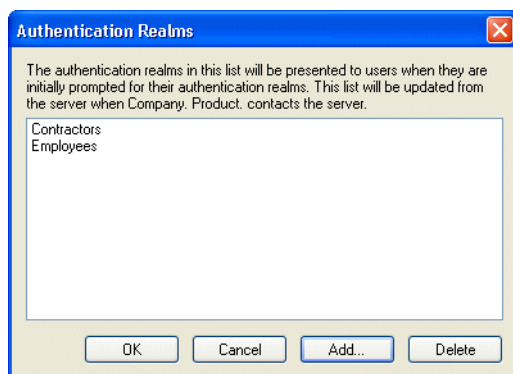 Authentication Realms
The authentication realms in this list will be presented to users when they are
initially prompted for their authentication realms. This list will be updated from
the server when Company. Product. contacts the server.
Contractors
Employees
OK Cancel Add... Delete